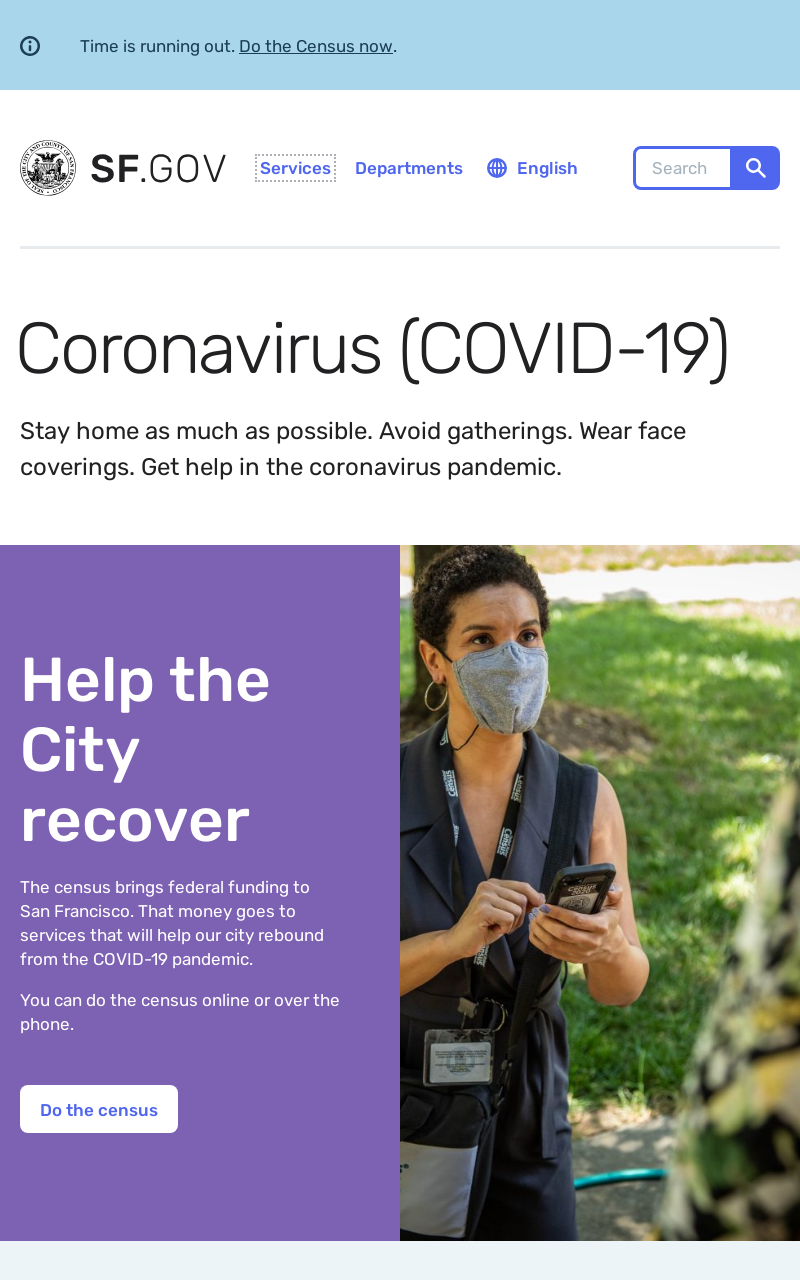 Time is running out. Do the Census now.
SF.GOV
Services
Departments
English
Search
Coronavirus (COVID-19)
Stay home as much as possible. Avoid gatherings. Wear face
coverings. Get help in the coronavirus pandemic.
Help the
City
recover
The census brings federal funding to
San Francisco. That money goes to
services that will help our city rebound
from the COVID-19 pandemic.
You can do the census online or over the
phone.
Do the census
Census
Census